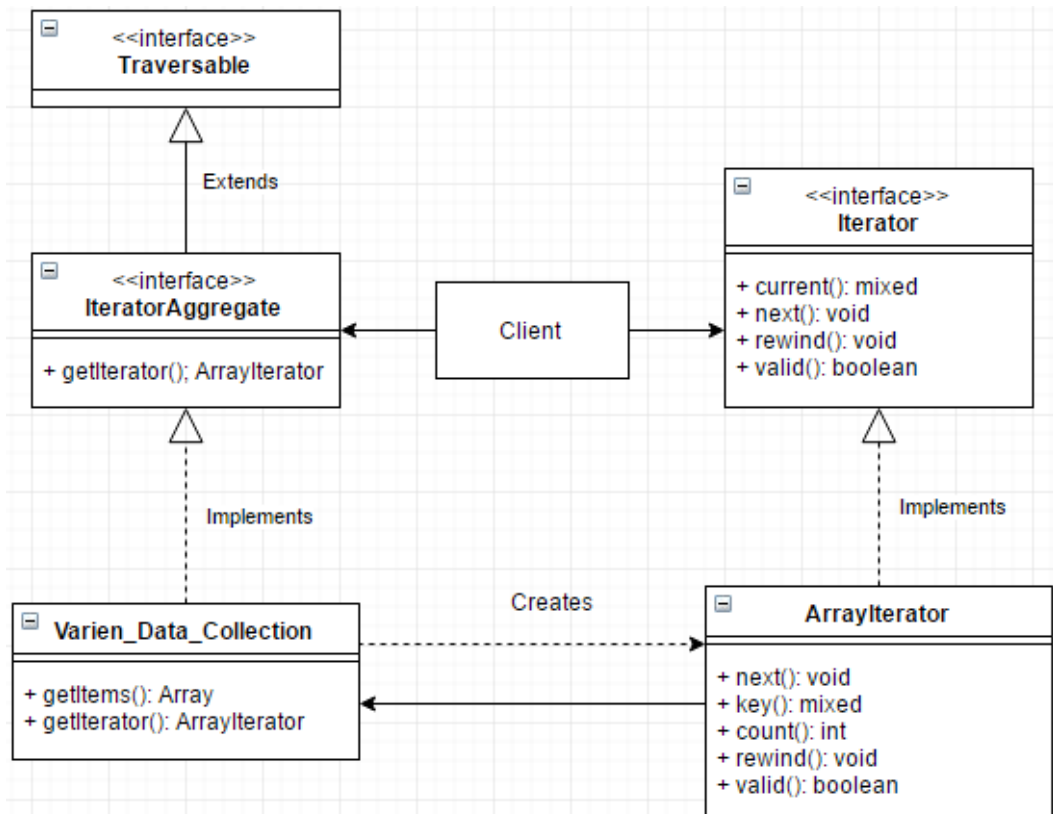 <<interface>>
Traversable
Extends
<<interface>>
Iterator
+ current(): mixed
+ next(): void
+ rewind(): void
+ valid(): boolean
<<interface>>
IteratorAggregate
+ getIterator(); ArrayIterator
Client
Implements
Implements
Creates
Varien_Data_Collection
+ getItems(): Array
+ getIterator(): ArrayIterator
ArrayIterator
+ next(): void
+ key(): mixed
+ count(): int
+ rewind(): void
+ valid(): boolean